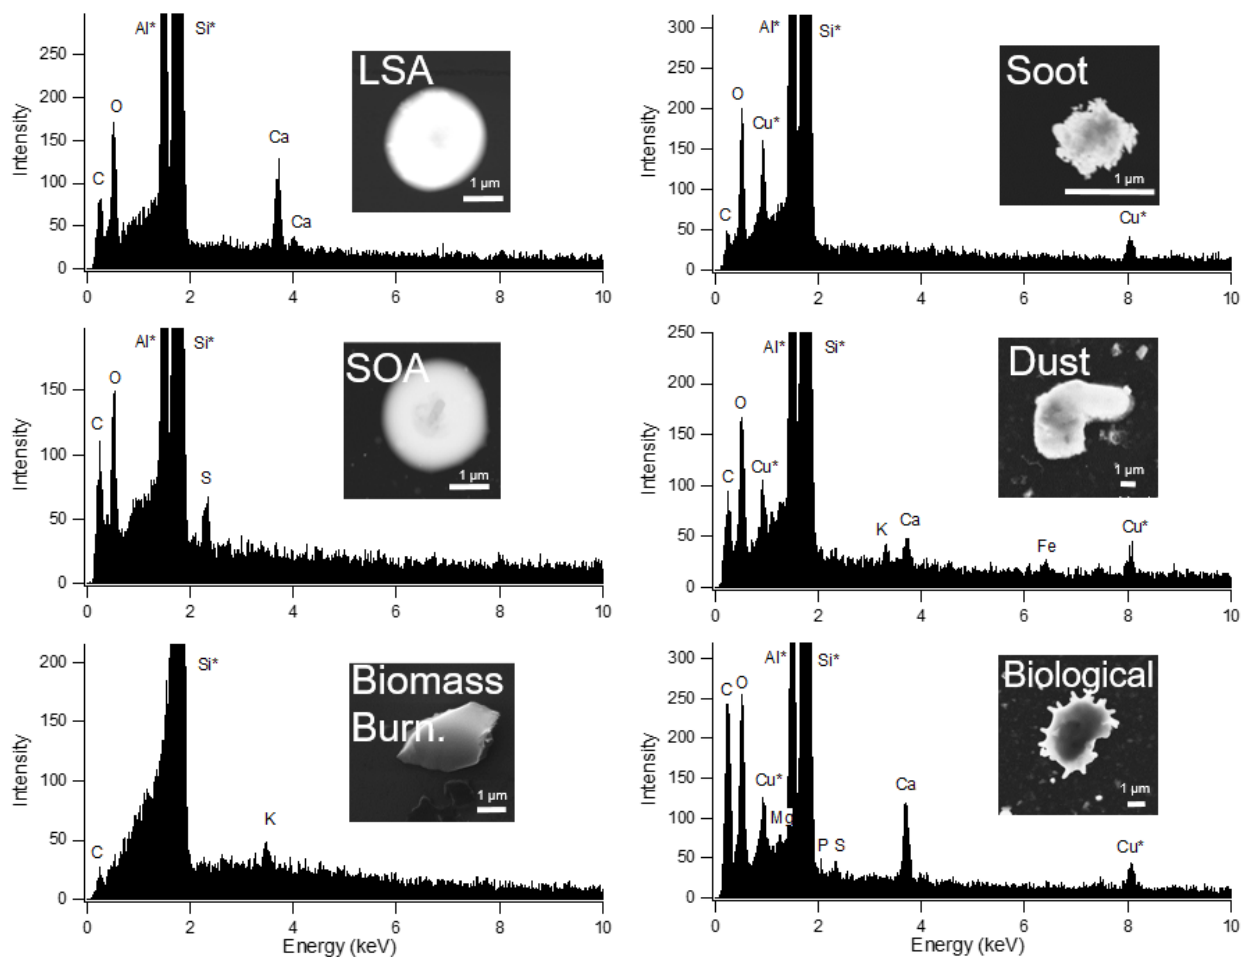 300
250
200
150
100
50
0
Intensity
Al*
Si*
O
C
Ca
Ca
LSA
1 µm
0
2
4
6
8
10
300
250
200
150
100
50
0
Intensity
Al*
Si*
O
Cu*
C
Cu*
Soot
1 µm
0
2
4
6
8
10
150
100
50
0
Intensity
Al*
Si*
O
C
S
SOA
1 µm
0
2
4
6
8
10
250
200
150
100
50
0
Intensity
Al*
Si*
O
Cu*
C
K
Ca
Fe
Cu*
Dust
1 µm
0
2
4
6
8
10
200
150
100
50
0
Intensity
Si*
C
K
Biomass
Burn.
1 µm
0
2
4
6
8
10
Energy (keV)
300
250
200
150
100
50
0
Intensity
Al*
Si*
C
O
Cu*
Mg
P
S
Ca
Cu*
Biological
1 µm
0
2
4
6
8
10
Energy (keV)